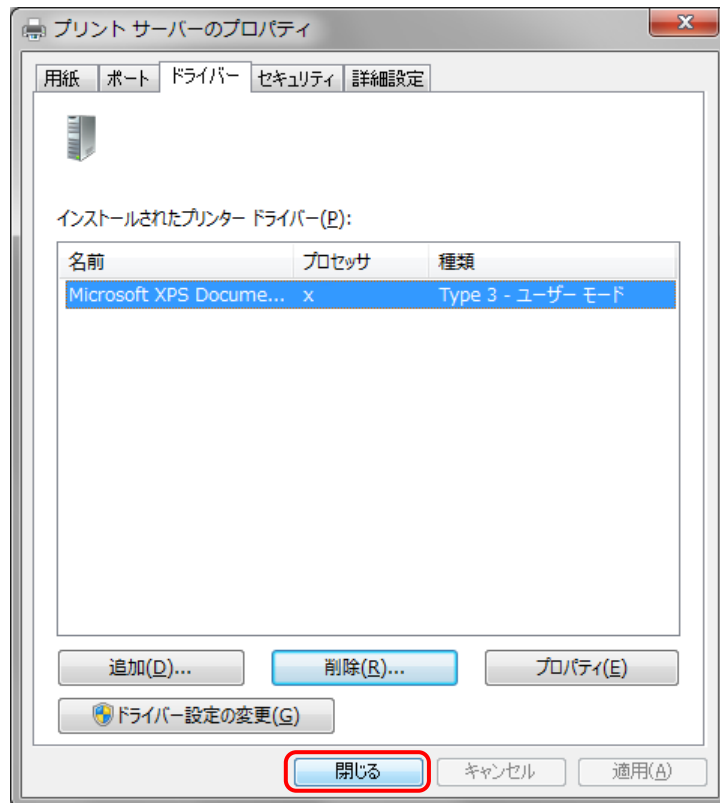 プリント サーバーのプロパティ
用紙 ポート ドライバー セキュリティ 詳細設定
インストールされたプリンター ドライバー(P):
名前 プロセッサ 種類
Microsoft XPS Docume... x Type 3 - ユーザー モード
追加(D)... 削除(R)... プロパティ(E)
ドライバー設定の変更(G)
閉じる キャンセル 適用(A)